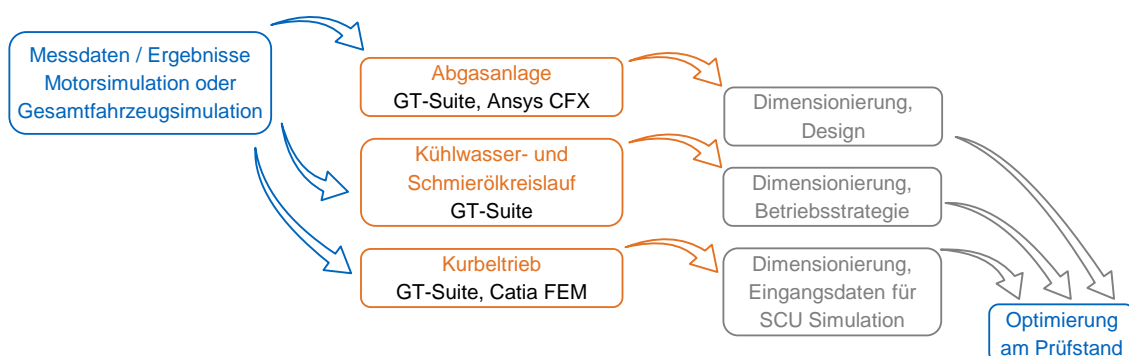 Messdaten / Ergebnisse
Motorsimulation oder
Gesamtfahrzeugsimulation
Abgasanlage
GT-Suite, Ansys CFX
Kühlwasser- und
Schmierölkreislauf
GT-Suite
Kurbeltrieb
GT-Suite, Catia FEM
Dimensionierung,
Design
Dimensionierung,
Betriebsstrategie
Dimensionierung,
Eingangsdaten für
SCU Simulation
Optimierung
am Prüfstand